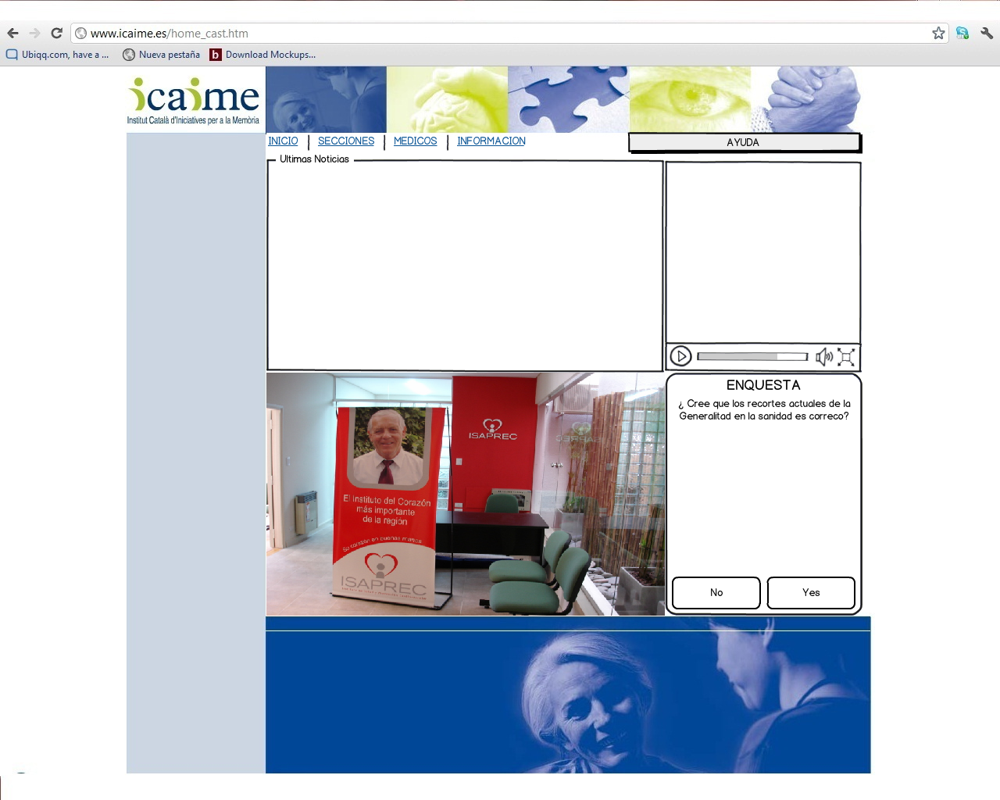 www.icaime.es/home_cast.htm
Ubiqq.com, have a ...
Nueva pestaña
Download Mockups...
icaime
Institut Català d'Iniciatives per a la Memòria
INICIO
SECCIONES
MEDICOS
INFORMACION
AYUDA
Ultimas Noticias
ISAPREC
El Instituto del Corazón
más importante
de la región
Su corazón en buenas manos
ISAPREC
ENQUESTA
¿ Cree que los recortes actuales de la
Generalitad en la sanidad es correco?
No
Yes